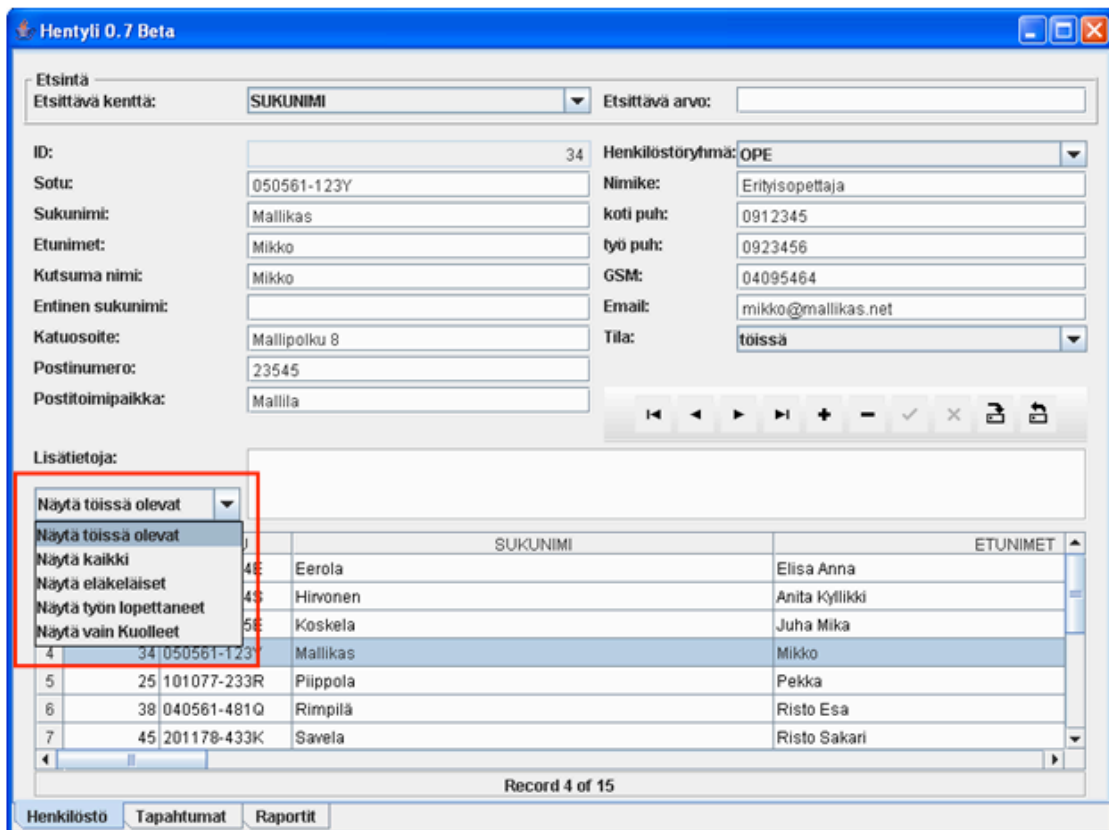 Hentyli 0.7 Beta
Etsintä
Etsittävä kenttä: SUKUNIMI Etsittävä arvo:
ID: 34 Henkilöstöryhmä: OPE
Sotu: 050561-123Y Nimike: Erityisopettaja
Sukunimi: Mallikas koti puh: 0912345
Etunimet: Mikko työ puh: 0923456
Kutsuma nimi: Mikko GSM: 04095464
Entinen sukunimi: Email: mikko@mallikas.net
Katuosoite: Mallipolku 8 Tila: töissä
Postinumero: 23545
Postitoimipaikka: Mallila
Lisätietoja:
Näytä töissä olevat
Näytä töissä olevat
Näytä kaikki
Näytä eläkeläiset
Näytä työn lopettaneet
Näytä vain Kuolleet
SUKUNIMI ETUNIMET
4E Eerola Elisa Anna
4S Hirvonen Anita Kyllikki
5E Koskela Juha Mika
4 34 050561-123Y Mallikas Mikko
5 25 101077-233R Piippola Pekka
6 38 040561-481Q Rimpilä Risto Esa
7 45 201178-433K Savela Risto Sakari
Record 4 of 15
Henkilöstö Tapahtumat Raportit